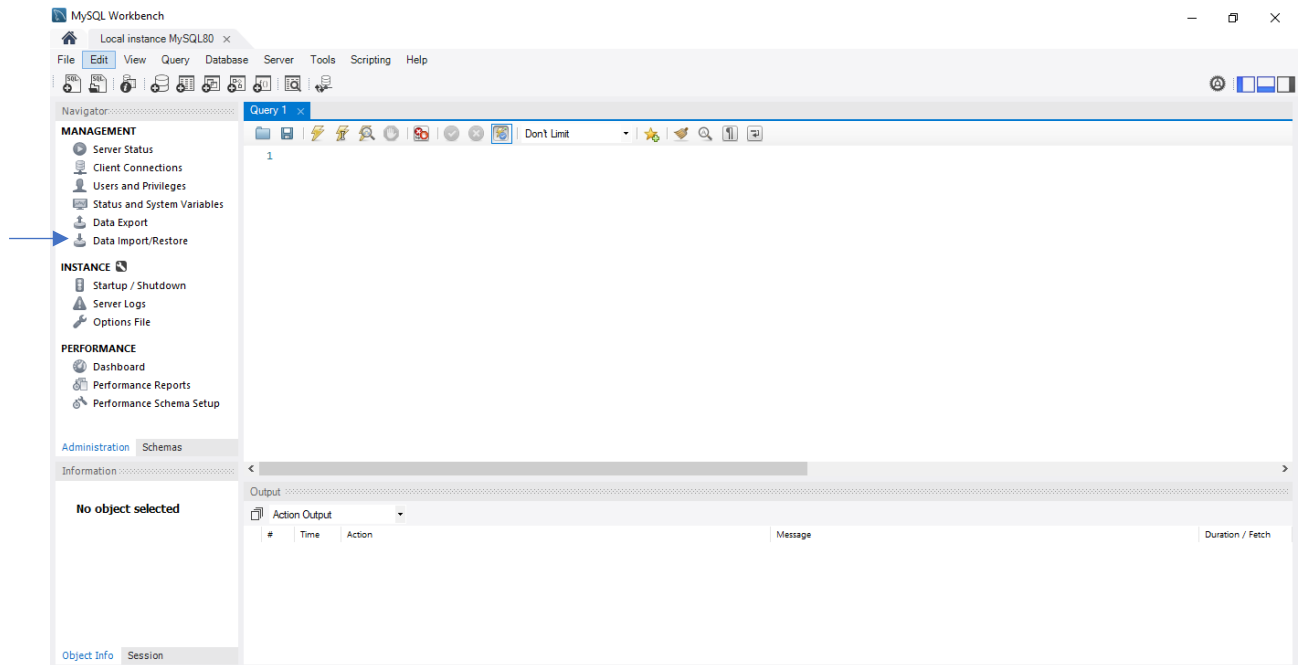 MySQL Workbench
Local instance MySQL80
File Edit View Query Database Server Tools Scripting Help
Navigator
Query 1
MANAGEMENT
Server Status
Client Connections
Users and Privileges
Status and System Variables
Data Export
Data Import/Restore
INSTANCE
Startup / Shutdown
Server Logs
Options File
PERFORMANCE
Dashboard
Performance Reports
Performance Schema Setup
Administration Schemas
Information
No object selected
Object Info Session
Don't Limit
1
Output
Action Output
# Time Action Message Duration / Fetch